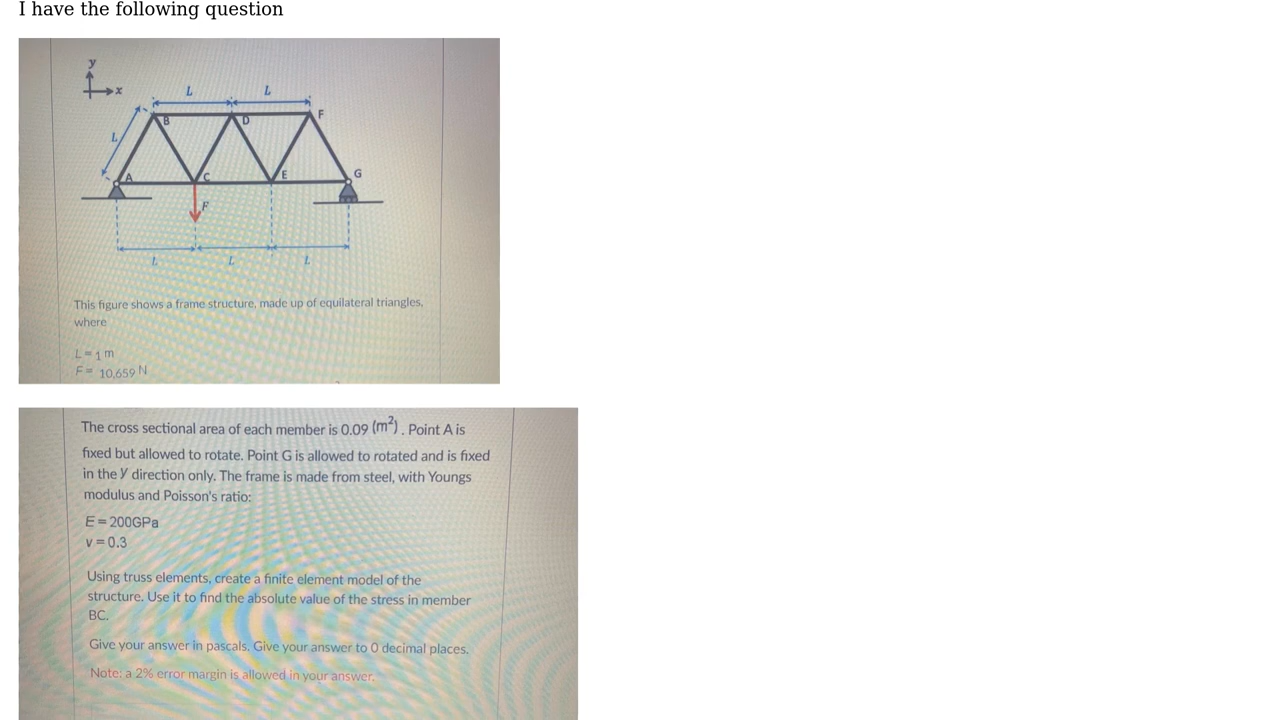 I have the following question
y
x
L
L
L
B
D
F
A
C
E
G
F
L
L
L
This figure shows a frame structure, made up of equilateral triangles,
where
L = 1 m
F = 10,659 N
The cross sectional area of each member is 0.09 (m²) . Point A is
fixed but allowed to rotate. Point G is allowed to rotated and is fixed
in the y direction only. The frame is made from steel, with Youngs
modulus and Poisson's ratio:
E = 200GPa
v = 0.3
Using truss elements, create a finite element model of the
structure. Use it to find the absolute value of the stress in member
BC.
Give your answer in pascals. Give your answer to 0 decimal places.
Note: a 2% error margin is allowed in your answer.